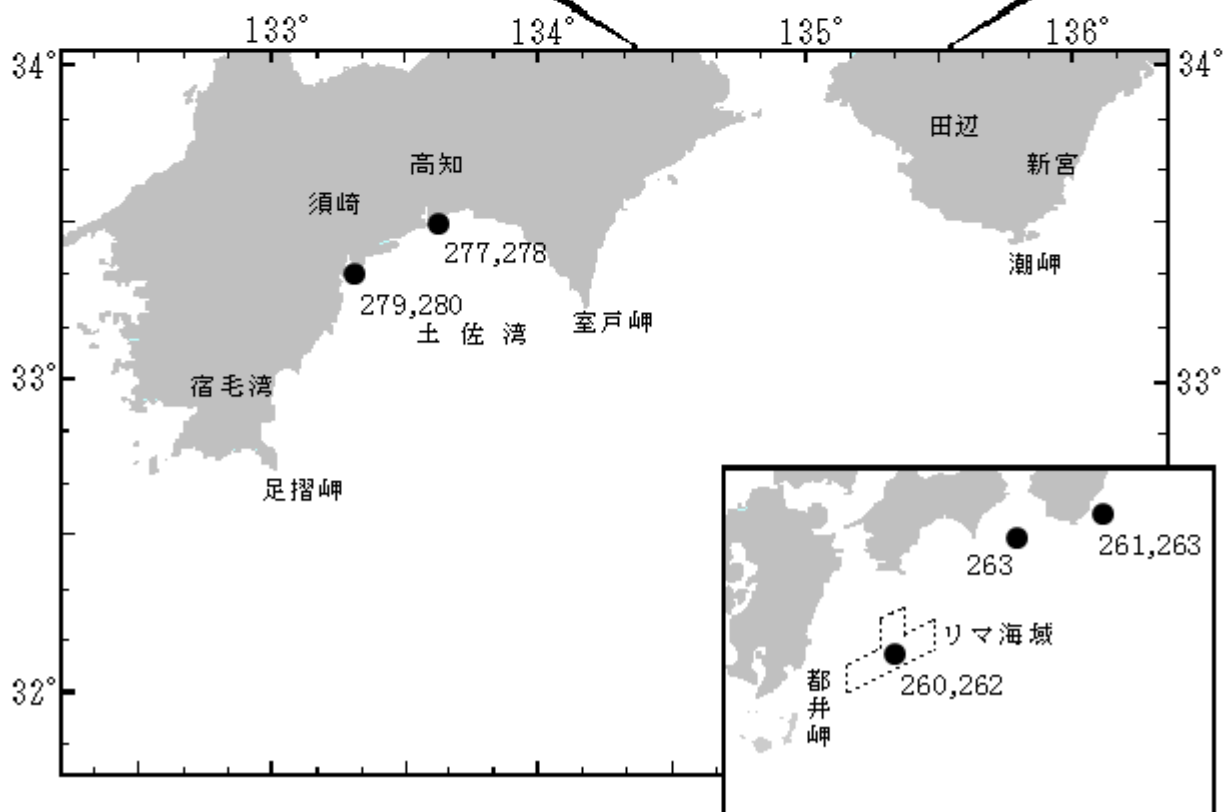 133°
134°
135°
136°
34°
34°
田辺
高知
新宮
須崎
277,278
潮岬
279,280
室戸岬
土佐湾
33°
33°
宿毛湾
足摺岬
261,263
263
リマ海域
260,262
都井岬
32°